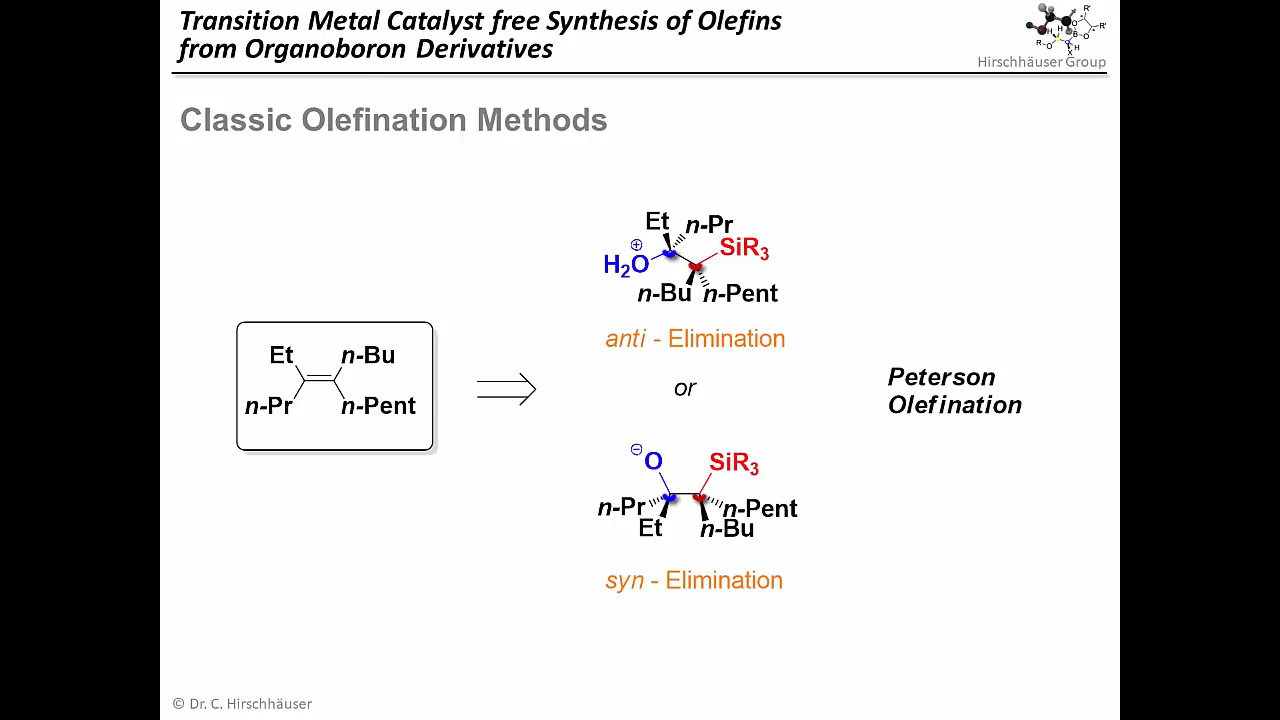 Transition Metal Catalyst free Synthesis of Olefins
from Organoboron Derivatives
Hirschhäuser Group
Classic Olefination Methods
Et n-Pr
⊕ SiR3
H2O
n-Bu n-Pent
anti - Elimination
Et n-Bu
n-Pr n-Pent
or
Peterson
Olefination
⊖ O SiR3
n-Pr n-Pent
Et n-Bu
syn - Elimination
© Dr. C. Hirschhäuser